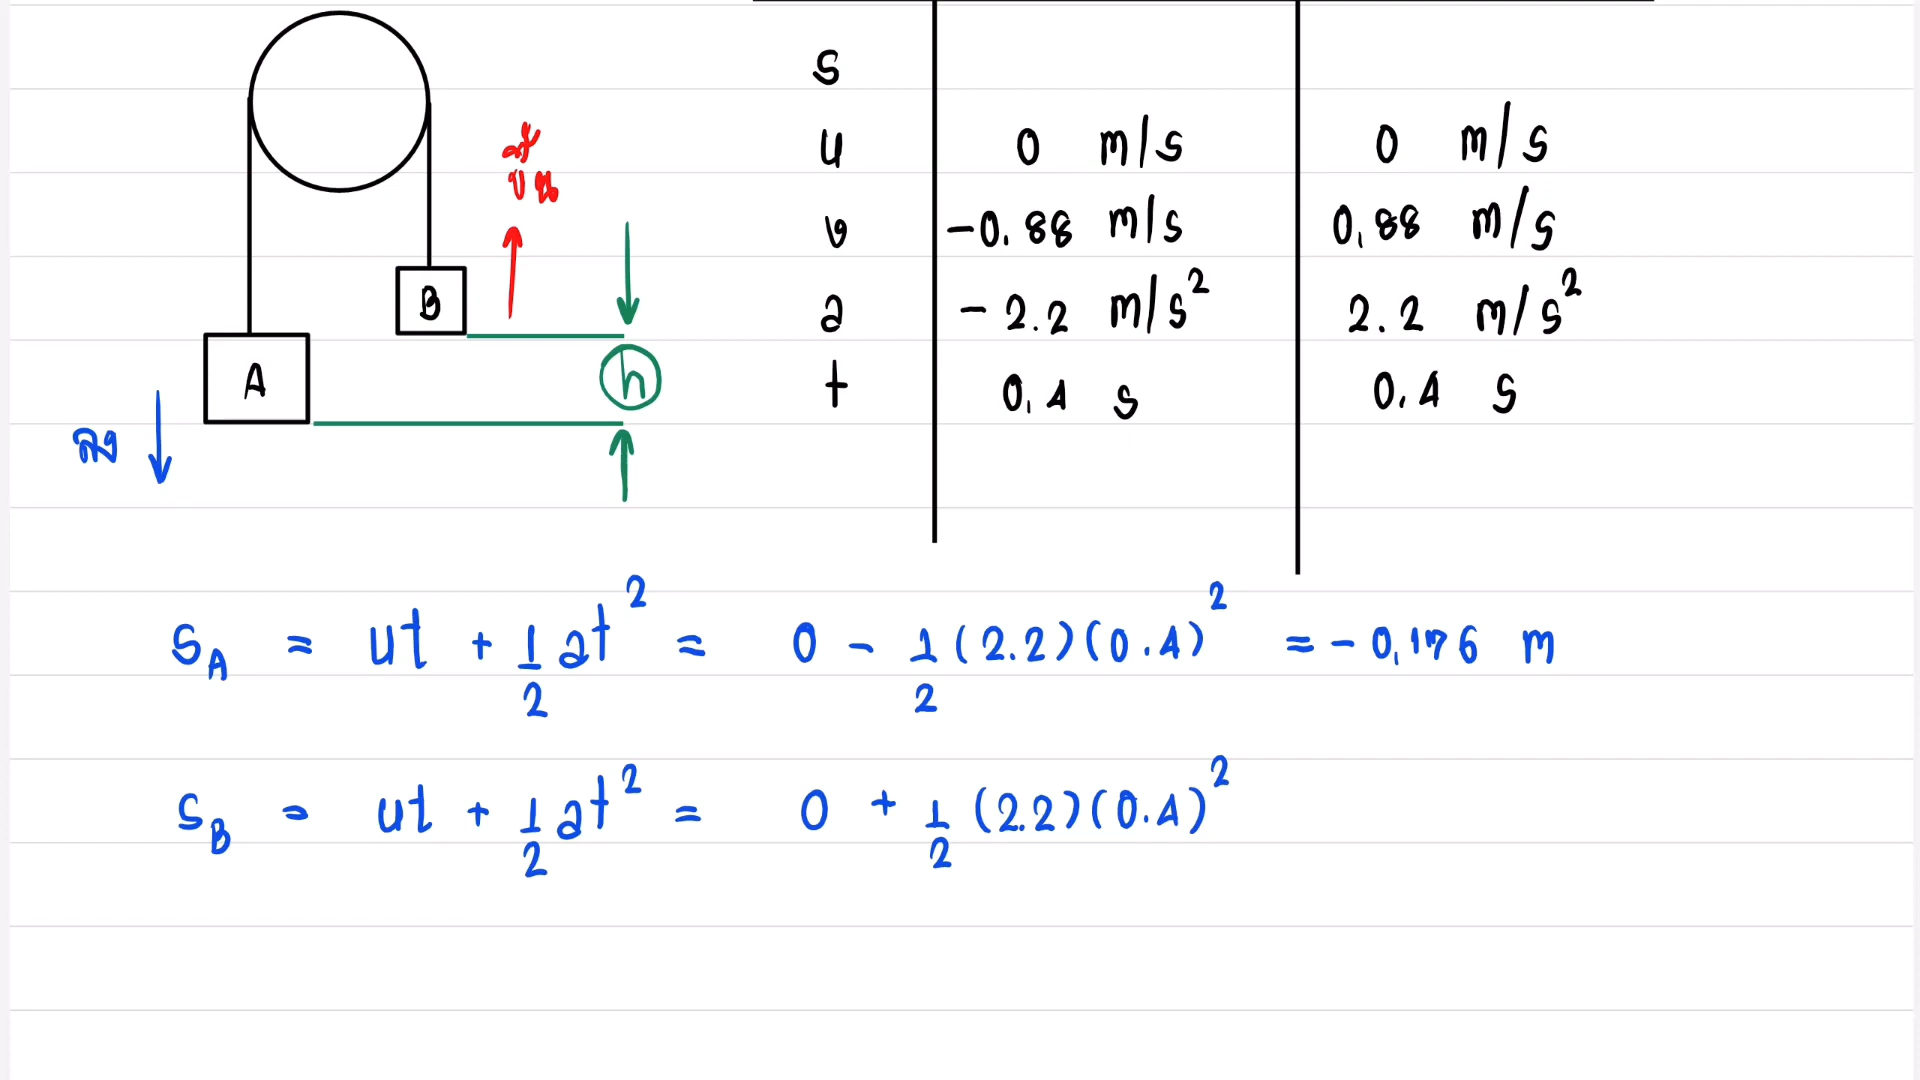 s
u 0 m/s 0 m/s
v -0.88 m/s 0.88 m/s
a -2.2 m/s² 2.2 m/s²
t 0.4 s 0.4 s
ขึ้น
B
A
h
ลง
S_A = ut + 1/2 at² = 0 - 1/2 (2.2)(0.4)² = -0.176 m
S_B = ut + 1/2 at² = 0 + 1/2 (2.2)(0.4)²